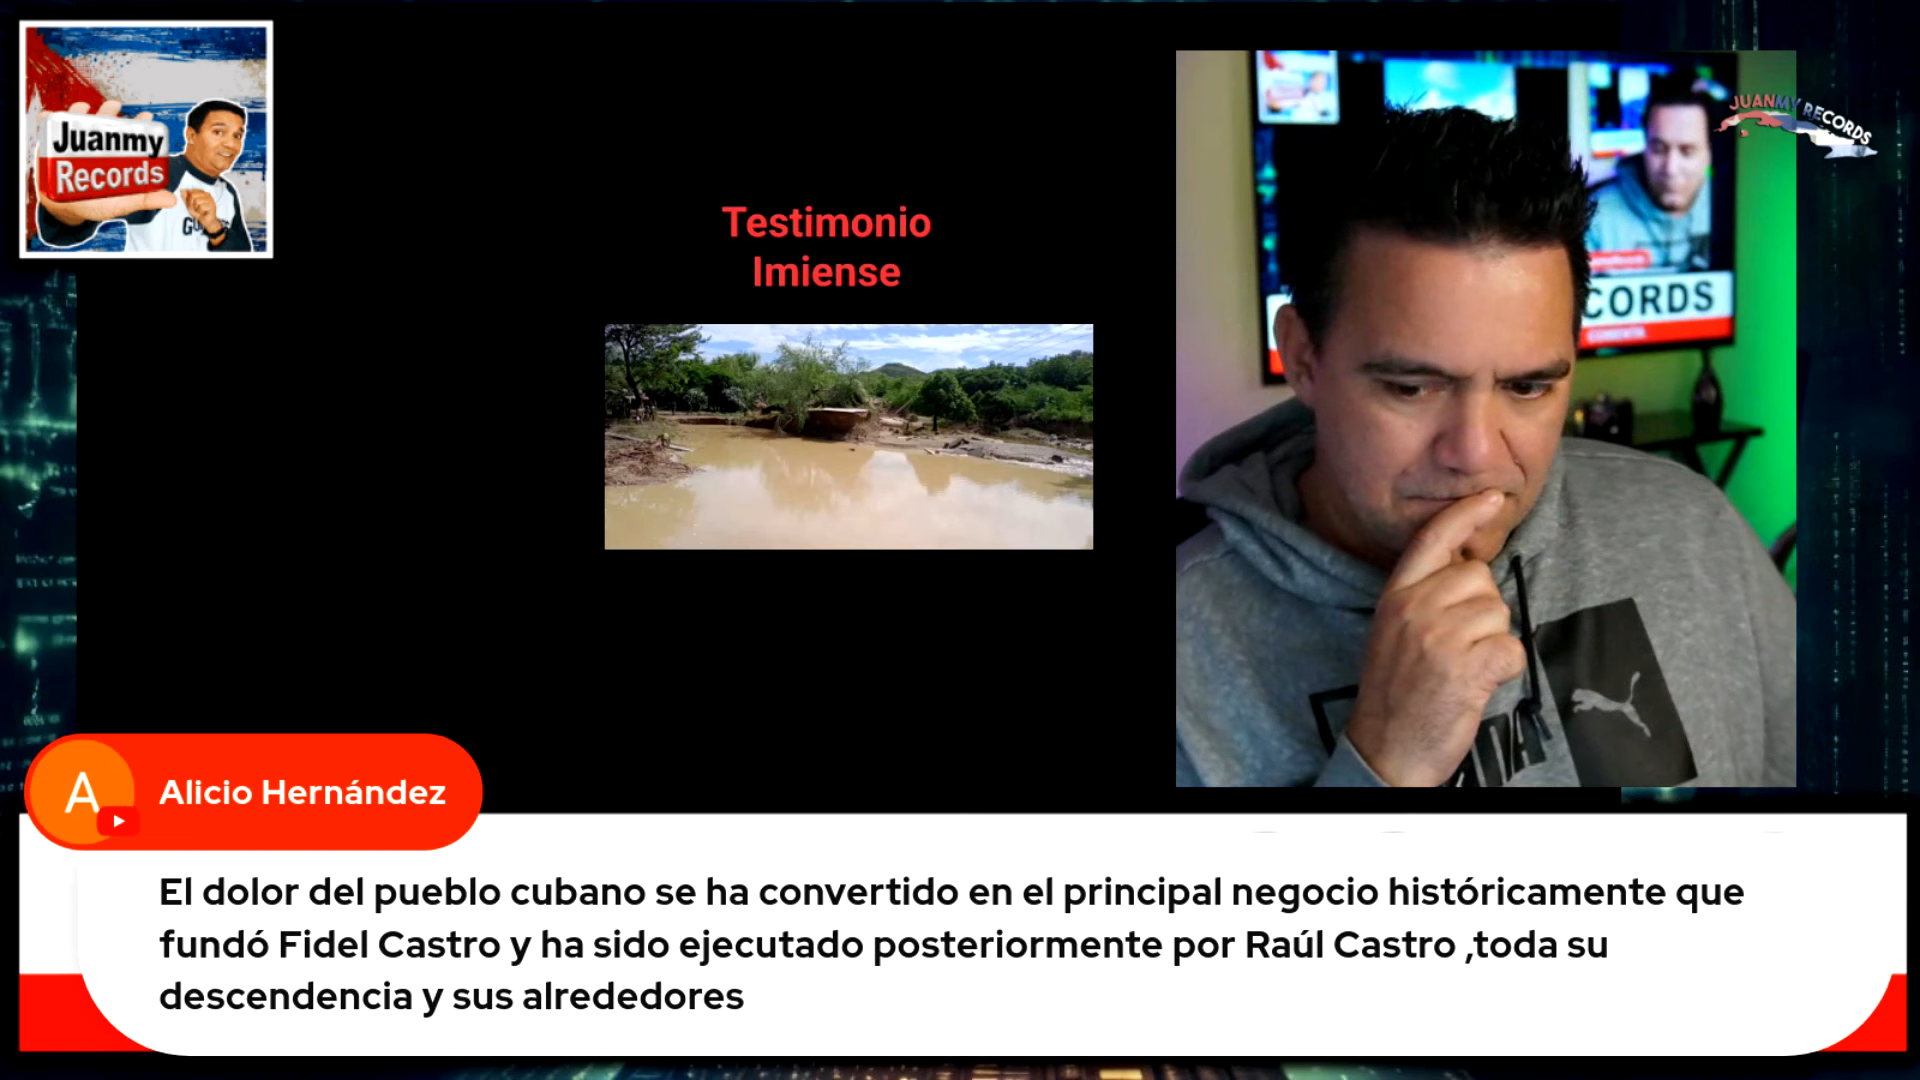 Juanmy
Records
JUANMY RECORDS
Testimonio
Imiense
CORDS
Alicio Hernández
El dolor del pueblo cubano se ha convertido en el principal negocio históricamente que
fundó Fidel Castro y ha sido ejecutado posteriormente por Raúl Castro ,toda su
descendencia y sus alrededores